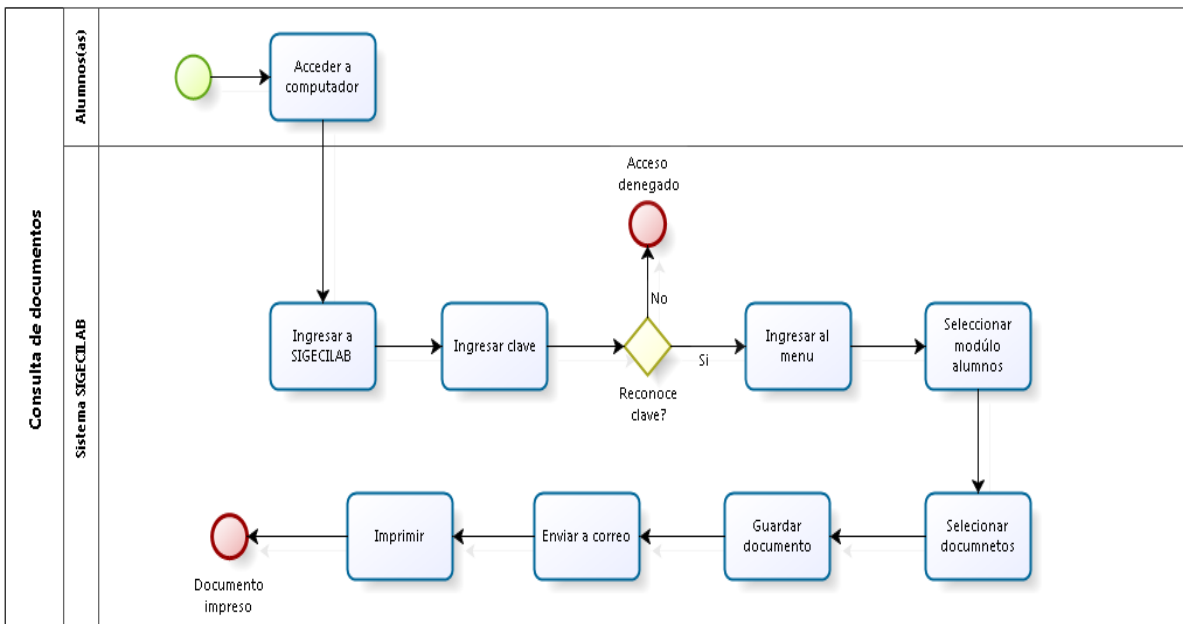 Consulta de documentos
Alumnos(as)
Acceder a
computador
Sistema SIGECILAB
Acceso
denegado
No
Ingresar a
SIGECILAB
Ingresar clave
Reconoce
clave?
Si
Ingresar al
menu
Seleccionar
modúlo
alumnos
Selecionar
documnetos
Guardar
documento
Enviar a correo
Imprimir
Documento
impreso